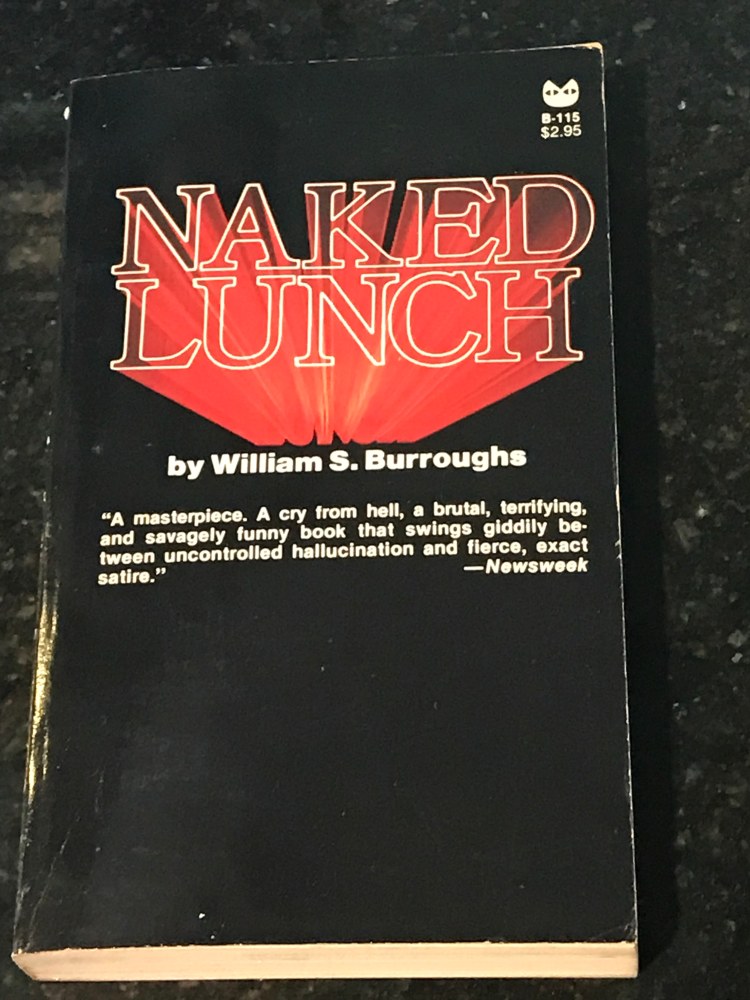 B-115
$2.95
NAKED
LUNCH
by William S. Burroughs
“A masterpiece. A cry from hell, a brutal, terrifying,
and savagely funny book that swings giddily be-
tween uncontrolled hallucination and fierce, exact
satire.” —Newsweek